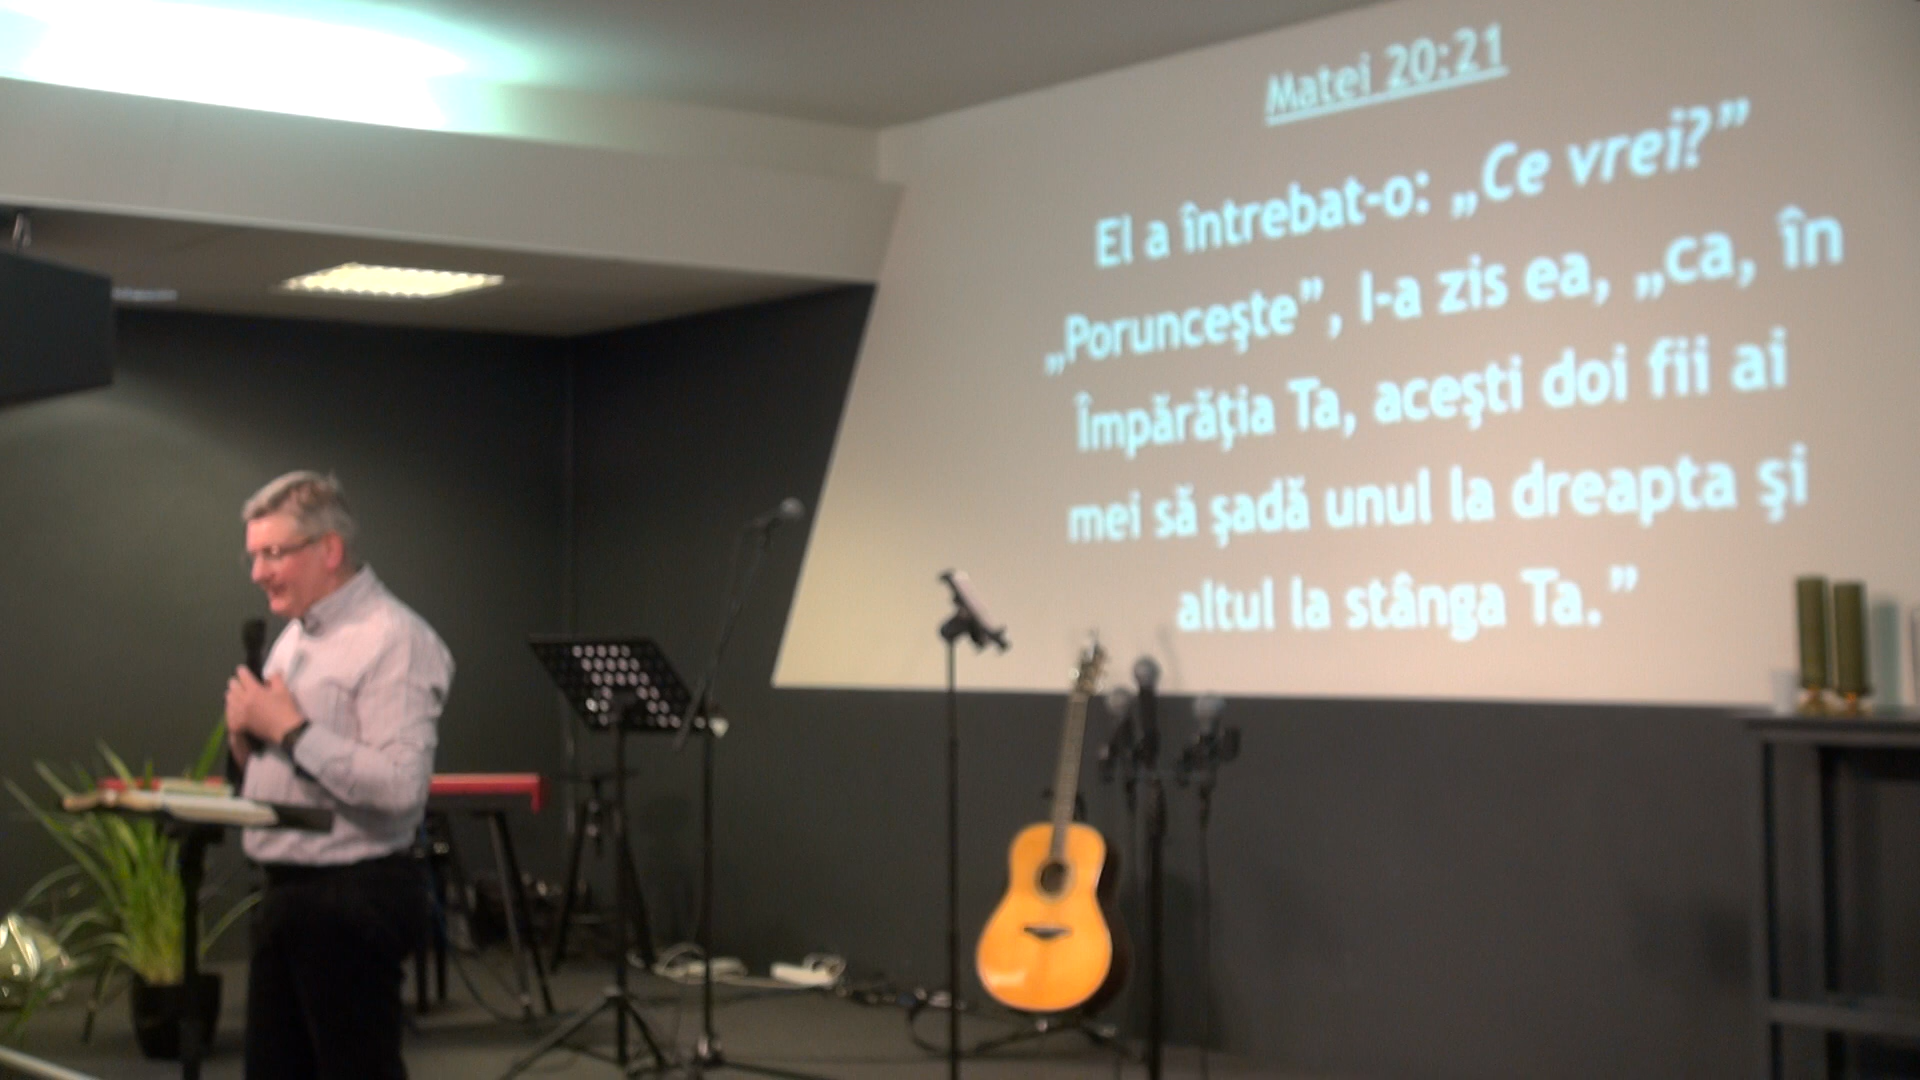 Matei 20:21
El a întrebat-o: „Ce vrei?”
„Poruncește”, I-a zis ea, „ca, în
Împărăția Ta, acești doi fii ai
mei să șadă unul la dreapta și
altul la stânga Ta.”